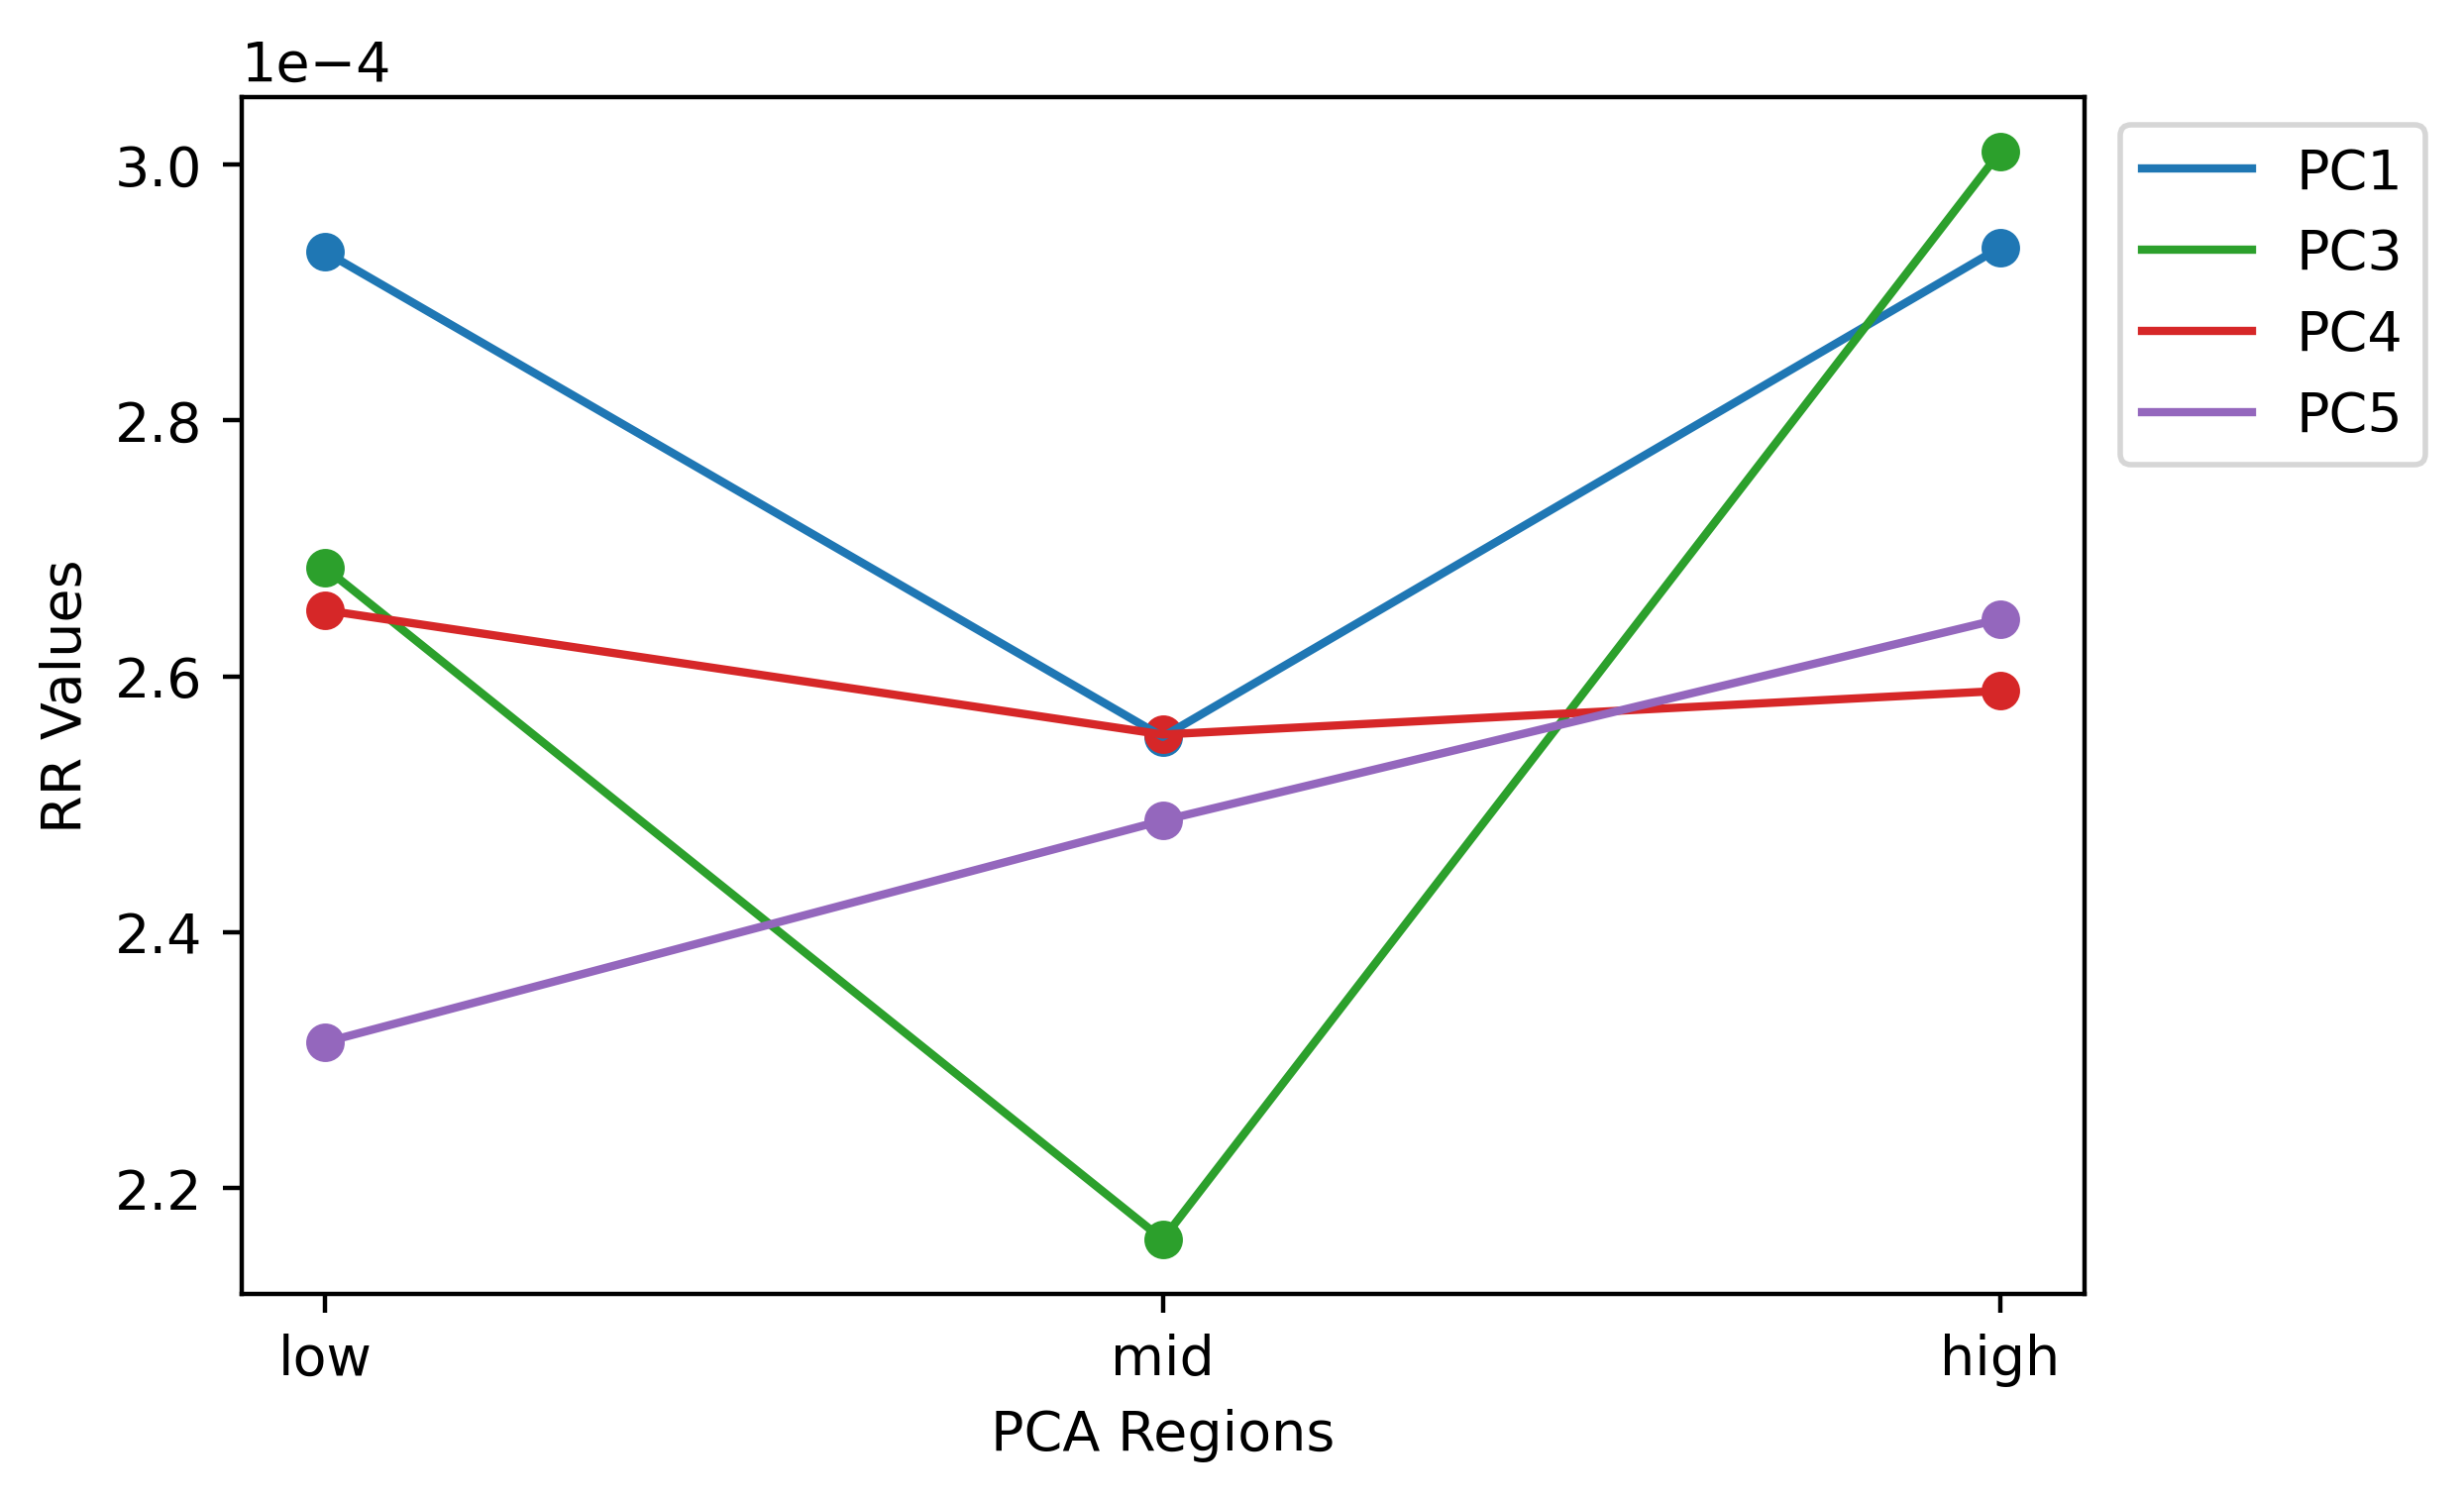 1e−4
3.0
2.8
2.6
2.4
2.2
RR Values
low
mid
high
PCA Regions
PC1
PC3
PC4
PC5